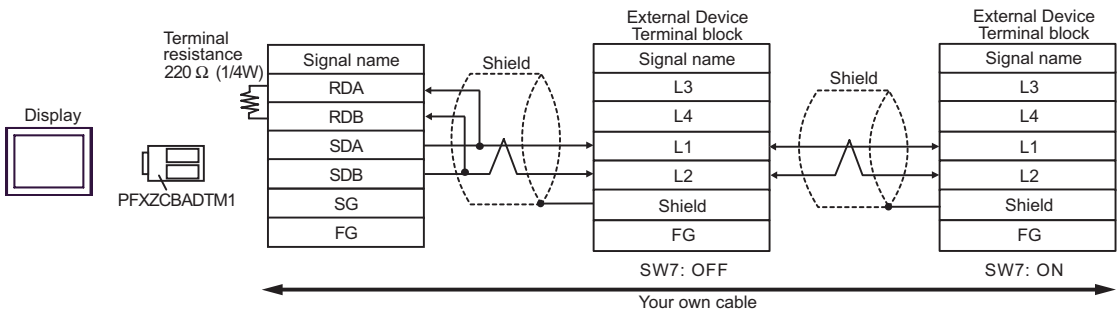 Display
PFXZCBADTM1
Terminal
resistance
220 Ω (1/4W)
Signal name
RDA
RDB
SDA
SDB
SG
FG
Shield
External Device
Terminal block
Signal name
L3
L4
L1
L2
Shield
FG
SW7: OFF
Shield
External Device
Terminal block
Signal name
L3
L4
L1
L2
Shield
FG
SW7: ON
Your own cable